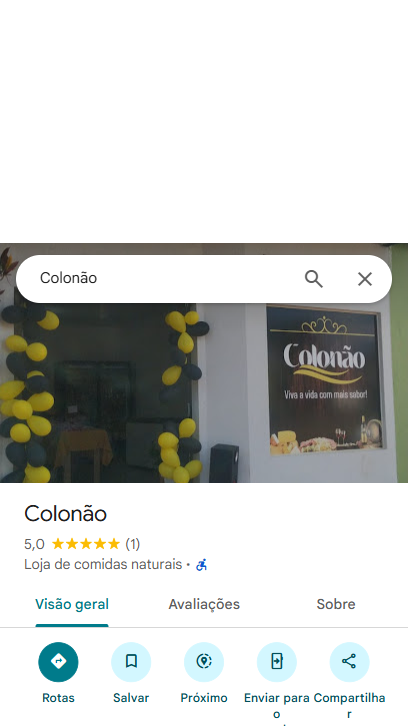 Colonão
Colonão
Viva a vida com mais sabor!
Colonão
5,0 (1)
Loja de comidas naturais •
Visão geral Avaliações Sobre
Rotas Salvar Próximo Enviar para o Compartilhar